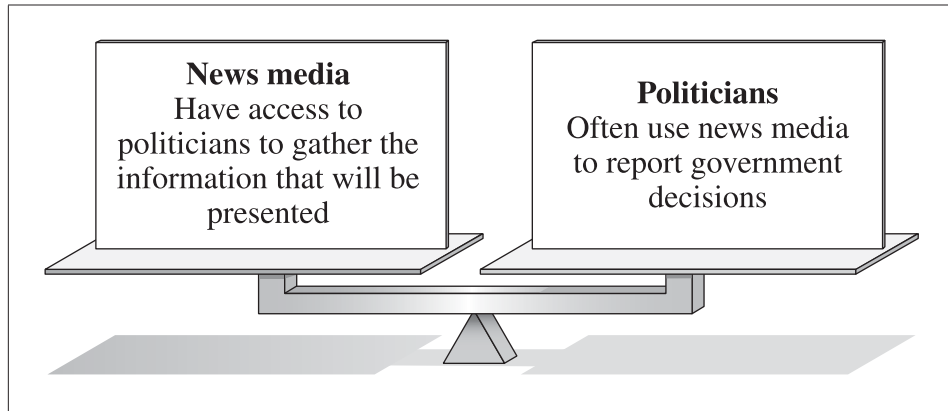 News media
Have access to
politicians to gather the
information that will be
presented
Politicians
Often use news media
to report government
decisions